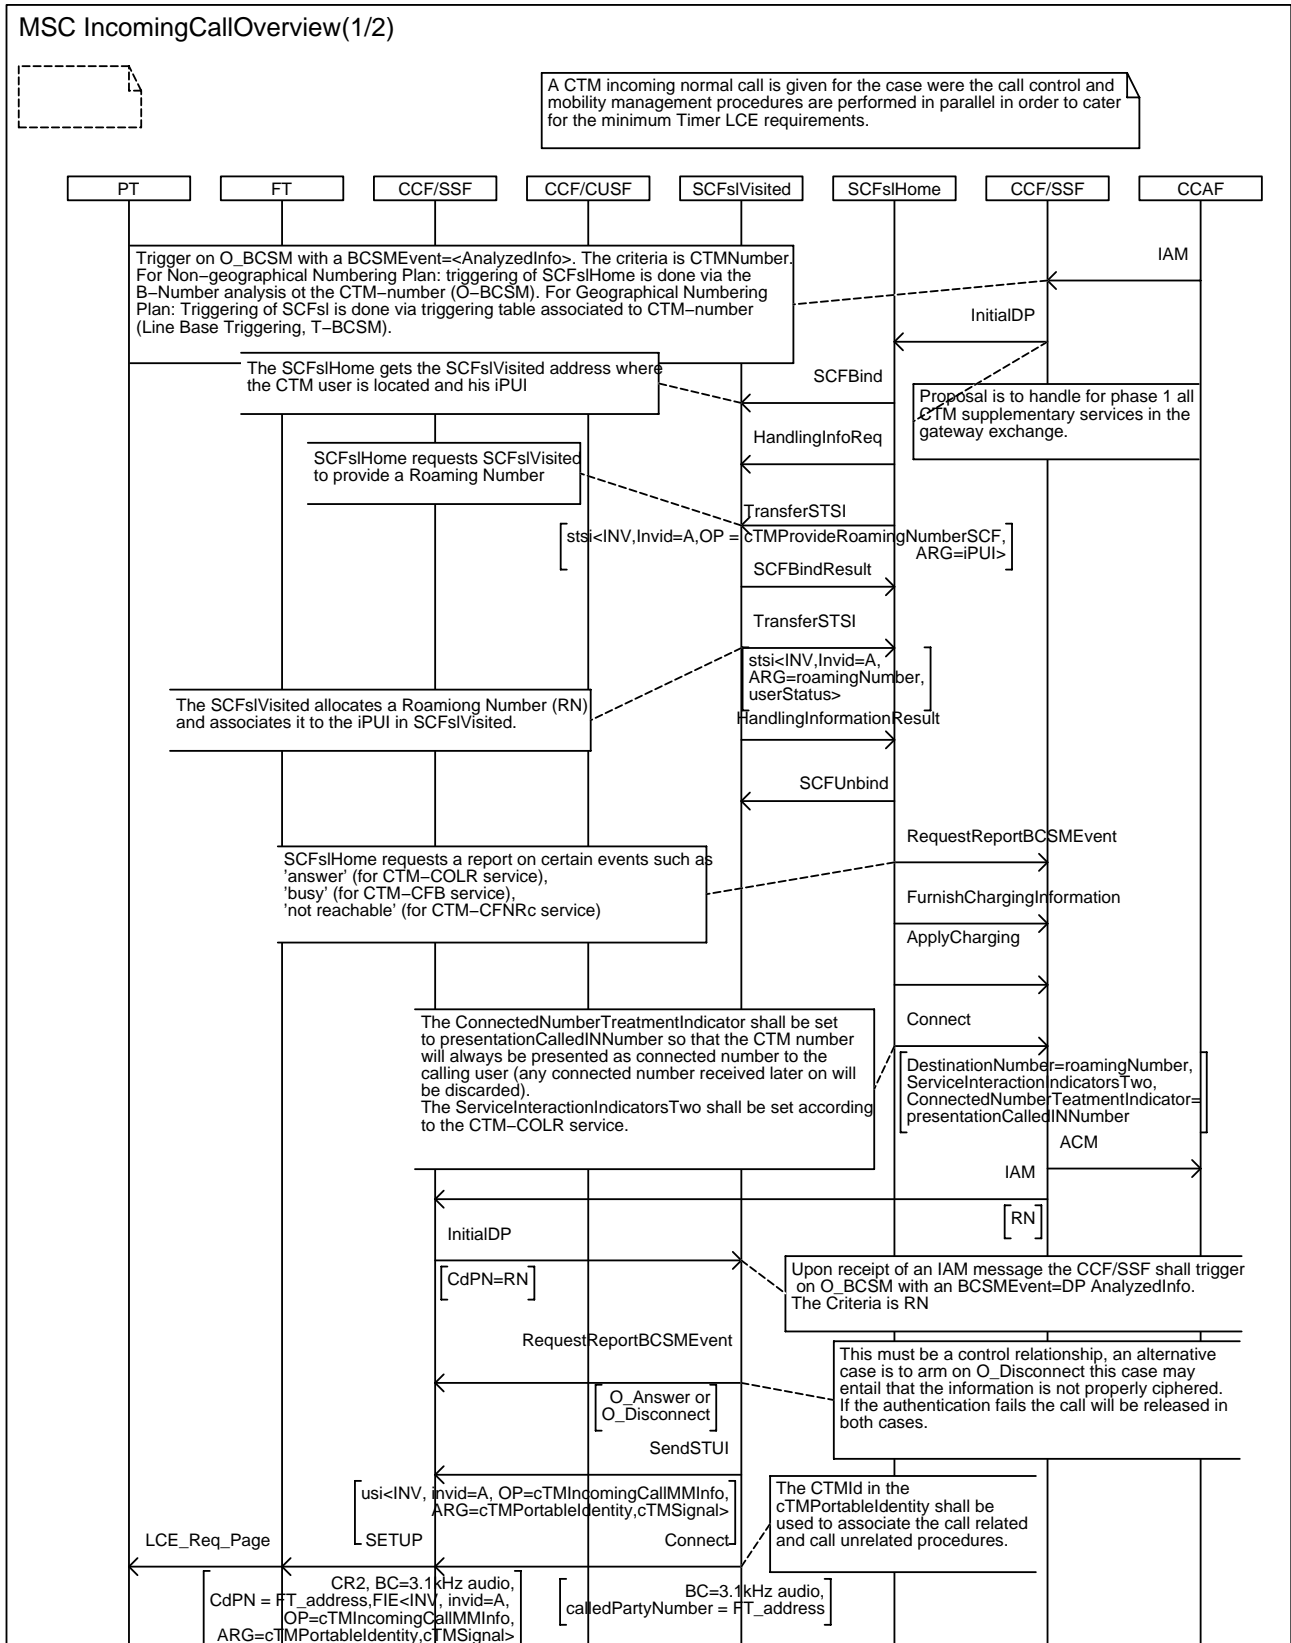 MSC IncomingCallOverview(1/2)
A CTM incoming normal call is given for the case were the call control and
mobility management procedures are performed in parallel in order to cater
for the minimum Timer LCE requirements.
PT
FT
CCF/SSF
CCF/CUSF
SCFslVisited
SCFslHome
CCF/SSF
CCAF
Trigger on O_BCSM with a BCSMEvent=<AnalyzedInfo>. The criteria is CTMNumber.
For Non−geographical Numbering Plan: triggering of SCFslHome is done via the
B−Number analysis ot the CTM−number (O−BCSM). For Geographical Numbering
Plan: Triggering of SCFsl is done via triggering table associated to CTM−number
(Line Base Triggering, T−BCSM).
IAM
InitialDP
The SCFslHome gets the SCFslVisited address where
the CTM user is located and his iPUI
SCFBind
Proposal is to handle for phase 1 all
CTM supplementary services in the
gateway exchange.
HandlingInfoReq
SCFslHome requests SCFslVisited
to provide a Roaming Number
TransferSTSI
stsi<INV,Invid=A,OP = cTMProvideRoamingNumberSCF,
ARG=iPUI>
SCFBindResult
TransferSTSI
stsi<INV,Invid=A,
ARG=roamingNumber,
userStatus>
The SCFslVisited allocates a Roamiong Number (RN)
and associates it to the iPUI in SCFslVisited.
HandlingInformationResult
SCFUnbind
RequestReportBCSMEvent
SCFslHome requests a report on certain events such as
’answer’ (for CTM−COLR service),
’busy’ (for CTM−CFB service),
’not reachable’ (for CTM−CFNRc service)
FurnishChargingInformation
ApplyCharging
The ConnectedNumberTreatmentIndicator shall be set
to presentationCalledINNumber so that the CTM number
will always be presented as connected number to the
calling user (any connected number received later on will
be discarded).
The ServiceInteractionIndicatorsTwo shall be set according
to the CTM−COLR service.
Connect
DestinationNumber=roamingNumber,
ServiceInteractionIndicatorsTwo,
ConnectedNumberTeatmentIndicator=
presentationCalledINNumber
ACM
IAM
RN
InitialDP
CdPN=RN
Upon receipt of an IAM message the CCF/SSF shall trigger
on O_BCSM with an BCSMEvent=DP AnalyzedInfo.
The Criteria is RN
RequestReportBCSMEvent
O_Answer or
O_Disconnect
This must be a control relationship, an alternative
case is to arm on O_Disconnect this case may
entail that the information is not properly ciphered.
If the authentication fails the call will be released in
both cases.
SendSTUI
usi<INV, invid=A, OP=cTMIncomingCallMMInfo,
ARG=cTMPortableIdentity,cTMSignal>
The CTMId in the
cTMPortableIdentity shall be
used to associate the call related
and call unrelated procedures.
LCE_Req_Page
SETUP
Connect
CR2, BC=3.1kHz audio,
CdPN = FT_address,FIE<INV, invid=A,
OP=cTMIncomingCallMMInfo,
ARG=cTMPortableIdentity,cTMSignal>
BC=3.1kHz audio,
calledPartyNumber = FT_address